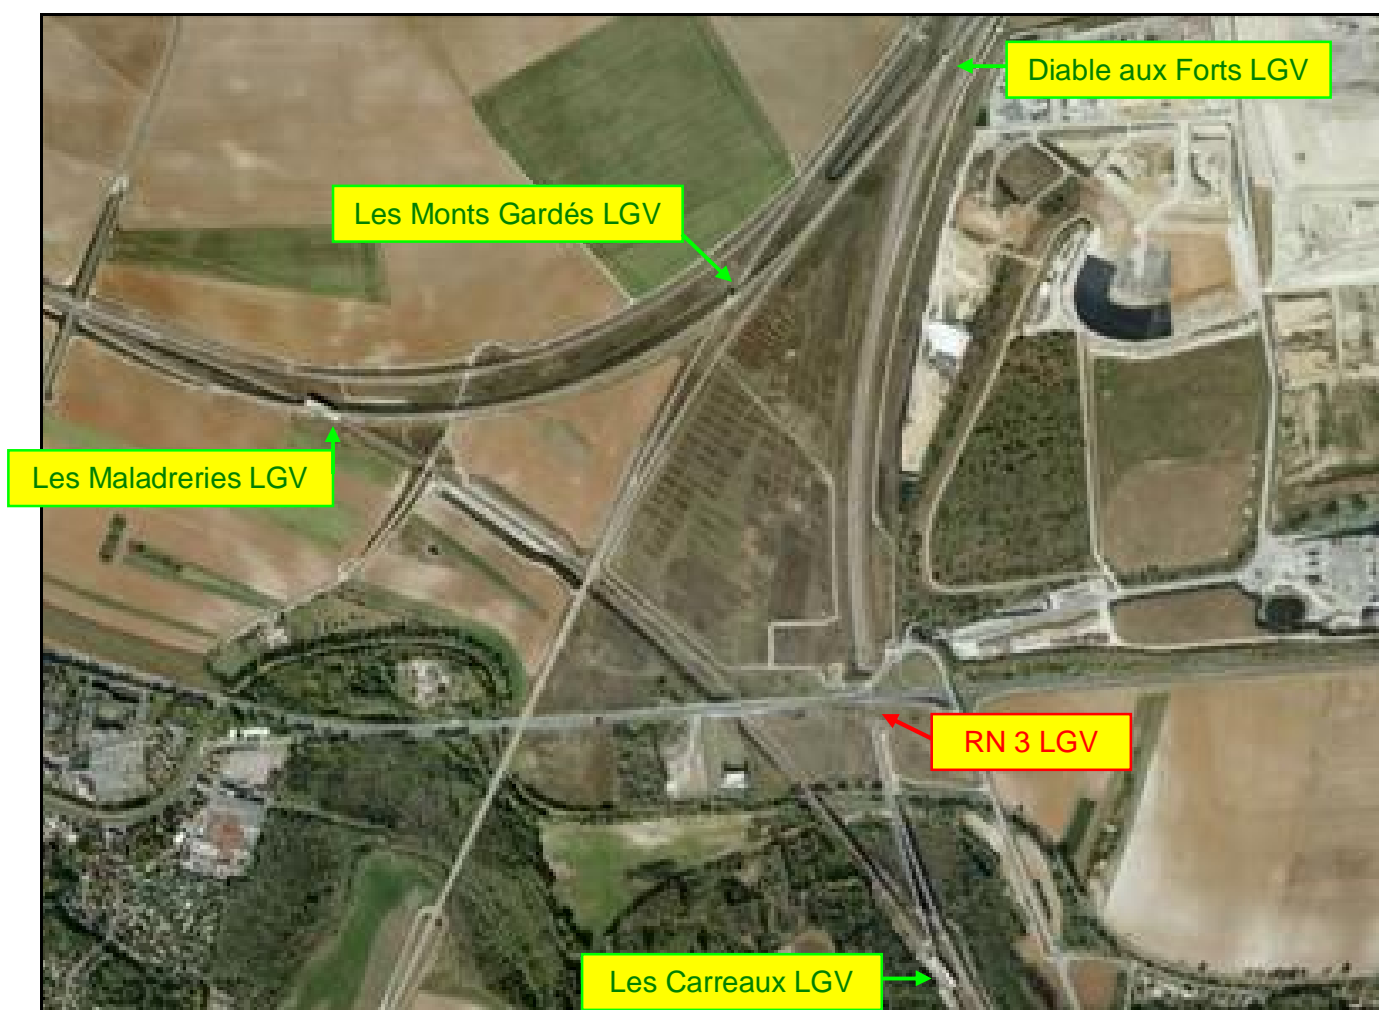 Diable aux Forts LGV
Les Monts Gardés LGV
Les Maladreries LGV
RN 3 LGV
Les Carreaux LGV